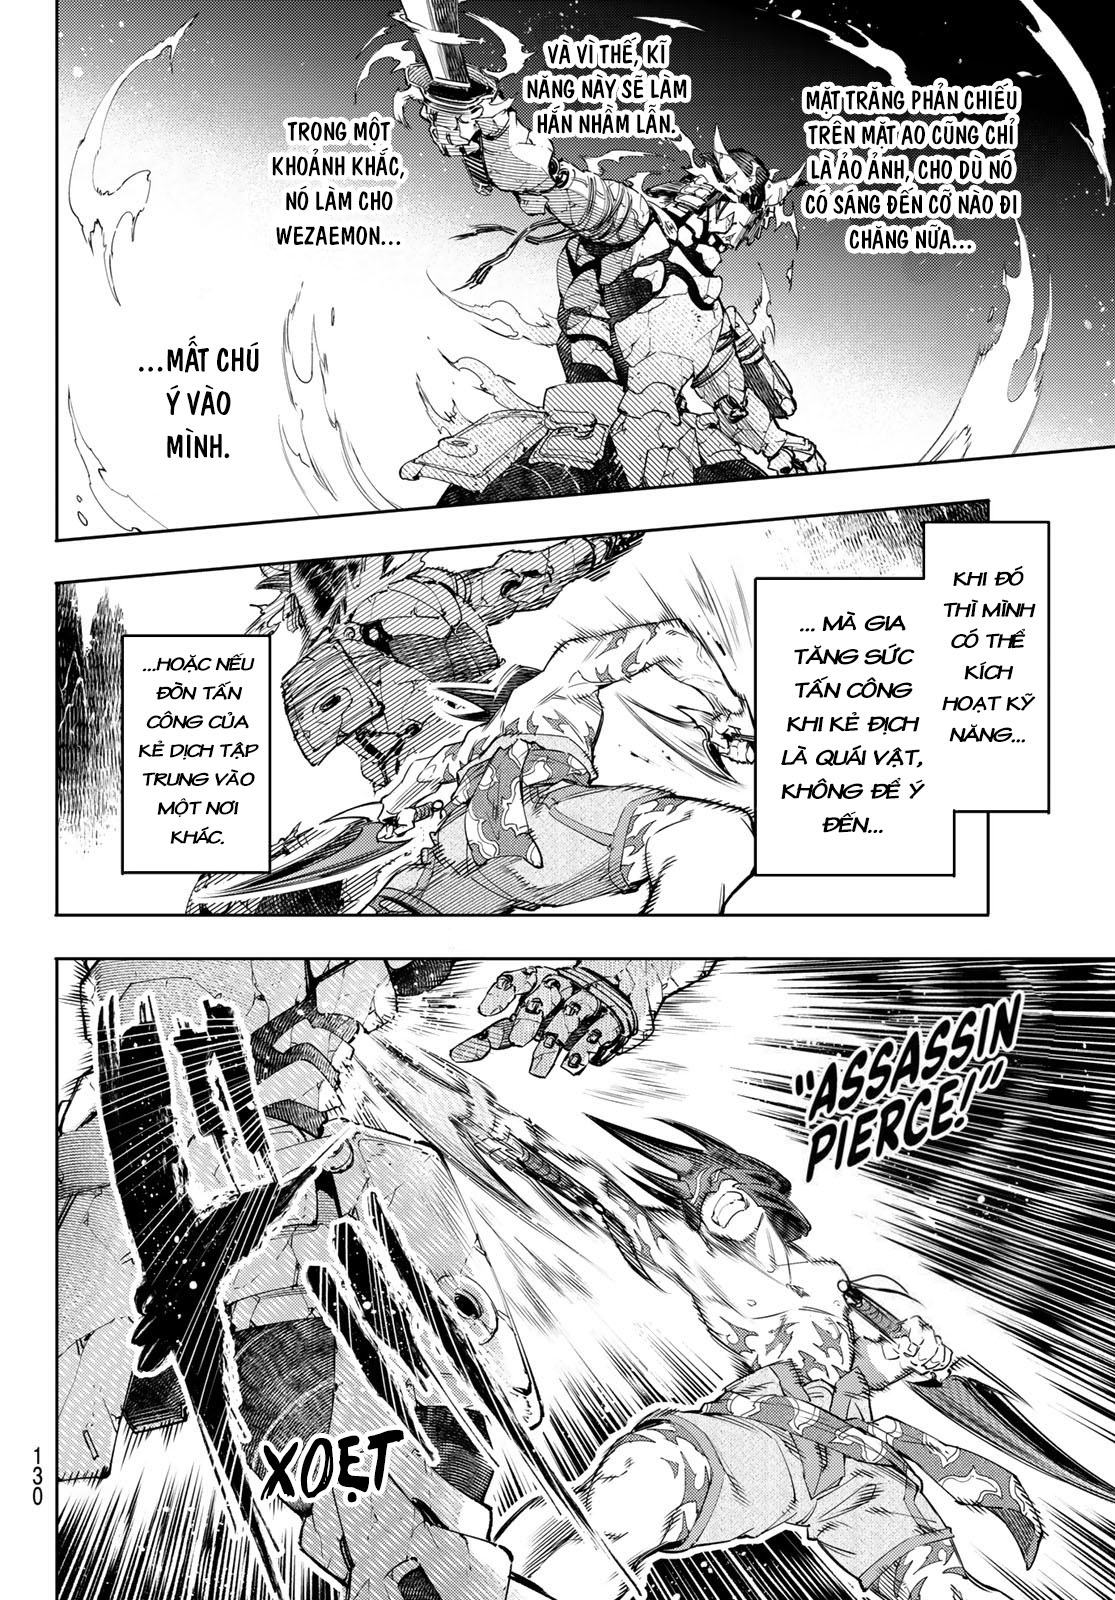 MẶT TRĂNG PHẢN CHIẾU
TRÊN MẶT AO CŨNG CHỈ
LÀ ẢO ẢNH, CHO DÙ NÓ
CÓ SÁNG ĐẾN CỠ NÀO ĐI
CHĂNG NỮA...
VÀ VÌ THẾ, KĨ
NĂNG NÀY SẼ LÀM
HẮN NHẦM LẪN.
TRONG MỘT
KHOẢNH KHẮC,
NÓ LÀM CHO
WEZAEMON...
...MẤT CHÚ
Ý VÀO
MÌNH.
KHI ĐÓ
THÌ MÌNH
CÓ THỂ
KÍCH
HOẠT KỸ
NĂNG...
... MÀ GIA
TĂNG SỨC
TẤN CÔNG
KHI KẺ ĐỊCH
LÀ QUÁI VẬT,
KHÔNG ĐỂ Ý
ĐẾN...
...HOẶC NẾU
ĐỒN TẤN
CÔNG CỦA
KẺ DỊCH TẬP
TRUNG VÀO
MỘT NƠI
KHÁC.
"ASSASSIN
PIERCE!"
XOẸT
130